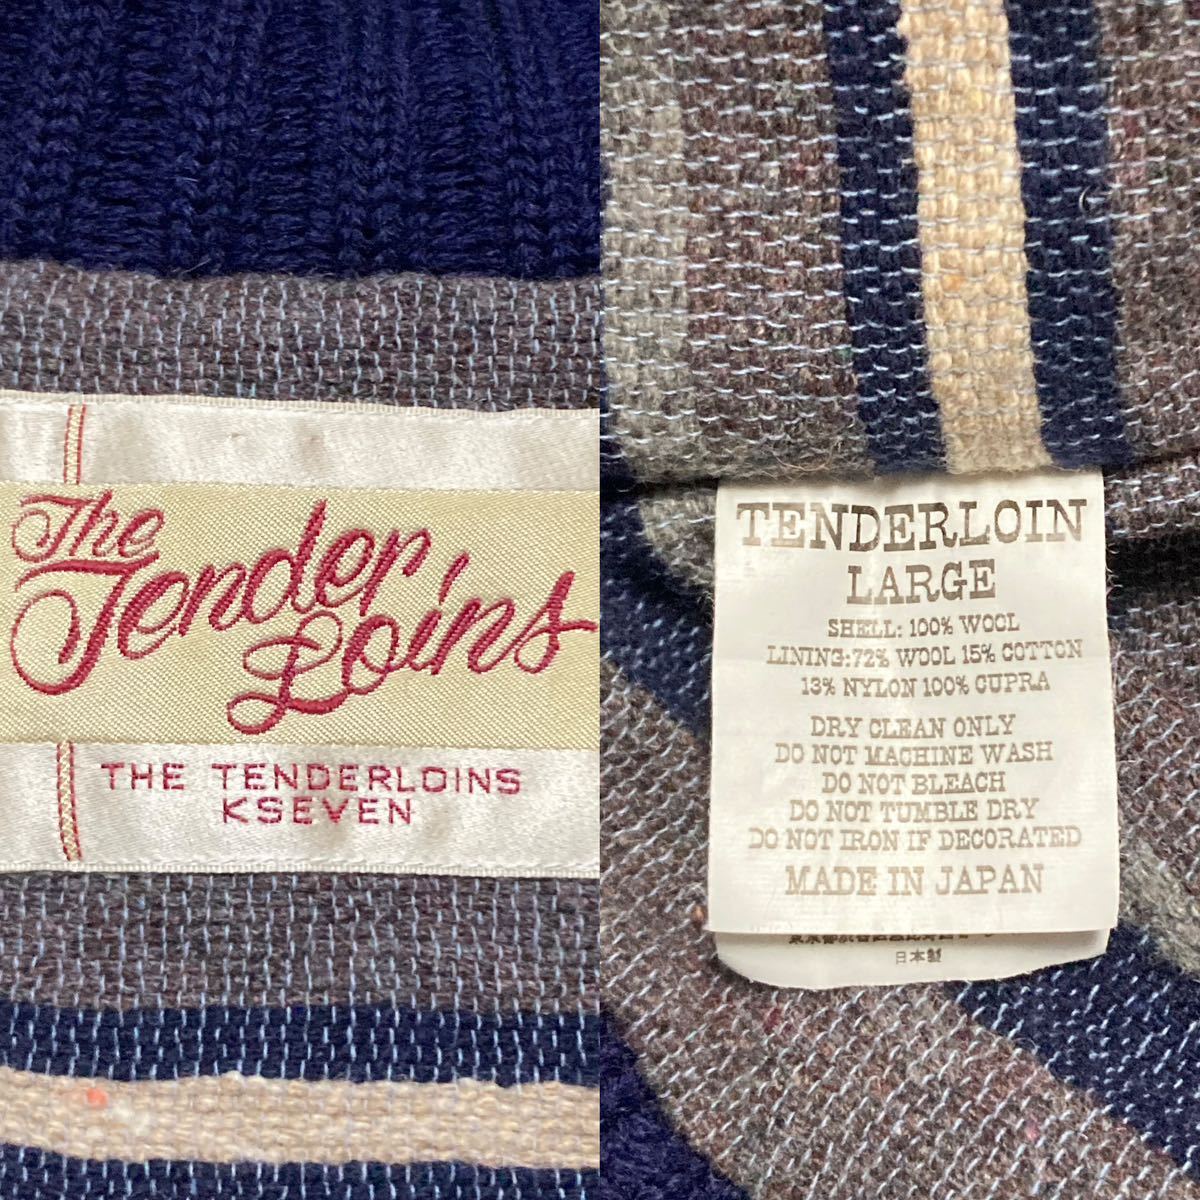 The
Tender
Loins
THE TENDERLOINS
KSEVEN
TENDERLOIN
LARGE
SHELL: 100% WOOL
LINING:72% WOOL 15% COTTON
13% NYLON 100% CUPRA
DRY CLEAN ONLY
DO NOT MACHINE WASH
DO NOT BLEACH
DO NOT TUMBLE DRY
DO NOT IRON IF DECORATED
MADE IN JAPAN
日本製